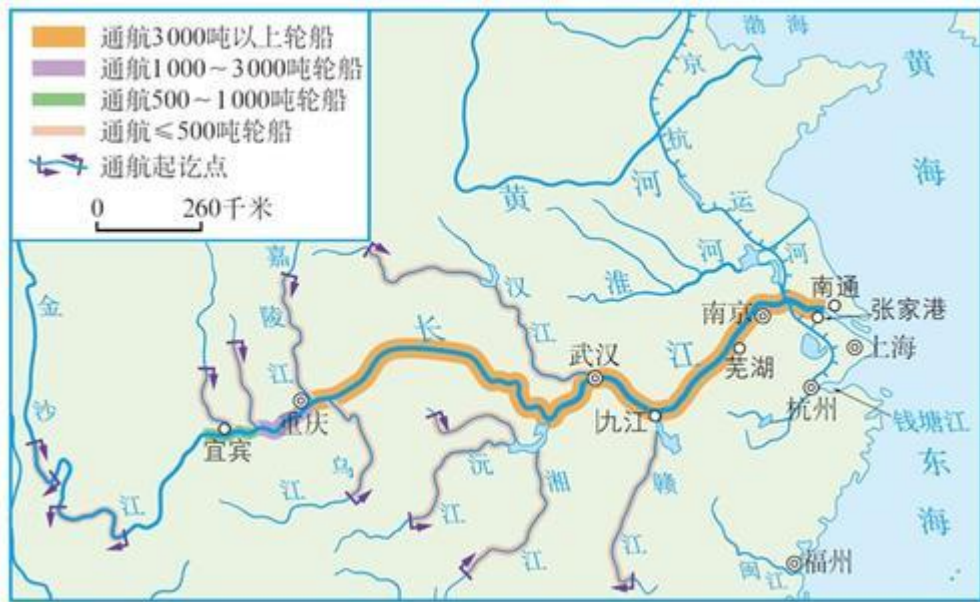 通航3000吨以上轮船
通航1000~3000吨轮船
通航500~1000吨轮船
通航≤500吨轮船
通航起讫点
0 260千米
渤海
黄
海
京
杭
运
河
黄
河
淮
河
嘉
陵
江
汉
江
金
沙
江
长
江
南通
南京
张家港
上海
芜湖
武汉
九江
杭州
钱塘江
重庆
宜宾
乌
江
沅
江
湘
江
赣
江
东
海
闽
江
福州